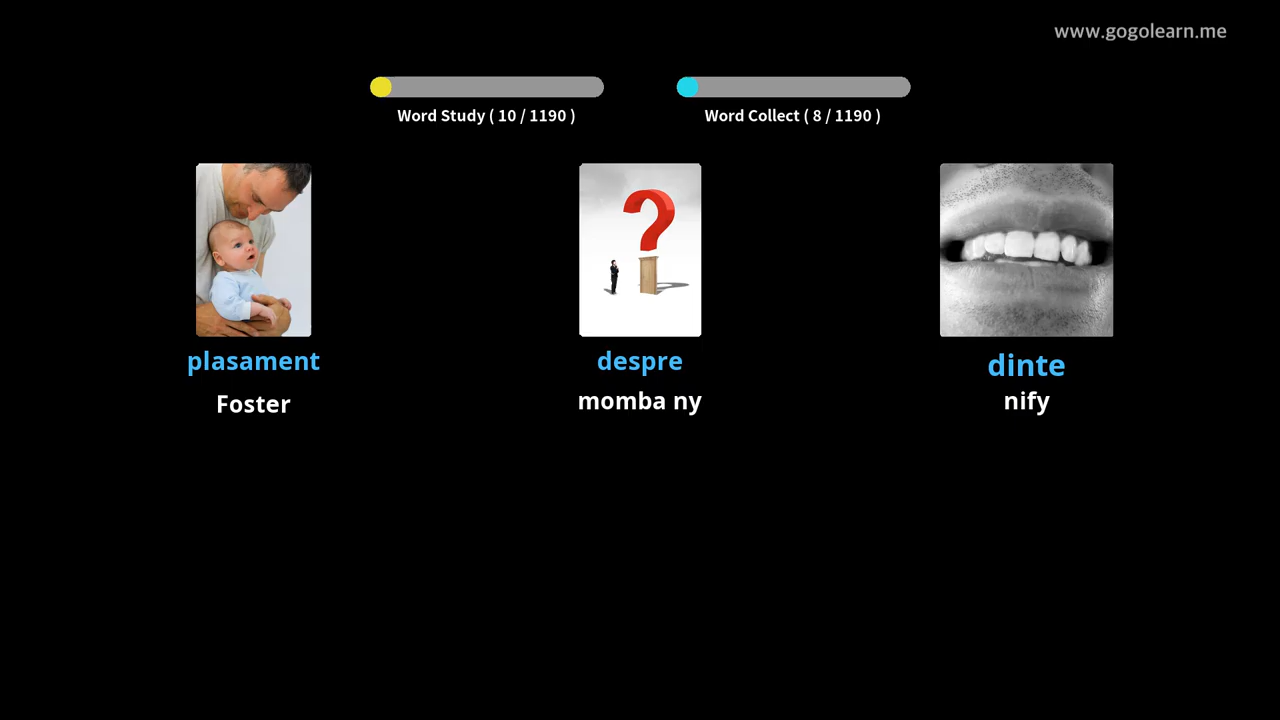 www.gogolearn.me
Word Study ( 10 / 1190 )
Word Collect ( 8 / 1190 )
plasament
Foster
despre
momba ny
dinte
nify